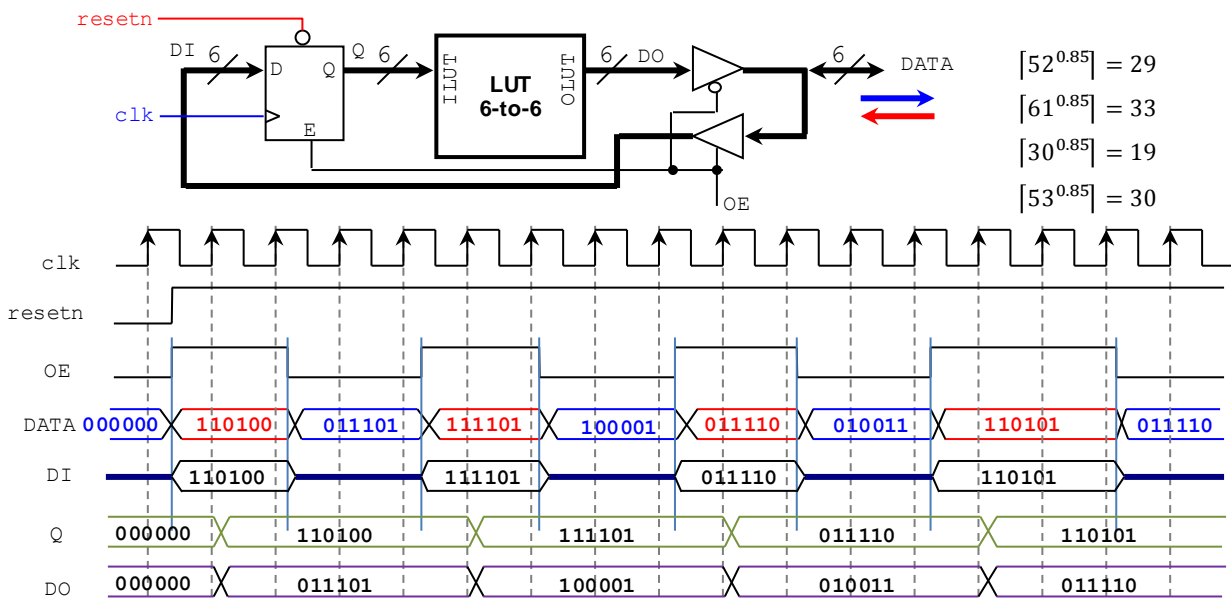 resetn
DI 6 Q 6 6 DO 6 DATA
D Q ILUT LUT OLUT
6-to-6
clk
E
OE
⌈52^0.85⌉ = 29
⌈61^0.85⌉ = 33
⌈30^0.85⌉ = 19
⌈53^0.85⌉ = 30
clk
resetn
OE
DATA 000000 110100 011101 111101 100001 011110 010011 110101 011110
DI 110100 111101 011110 110101
Q 000000 110100 111101 011110 110101
DO 000000 011101 100001 010011 011110